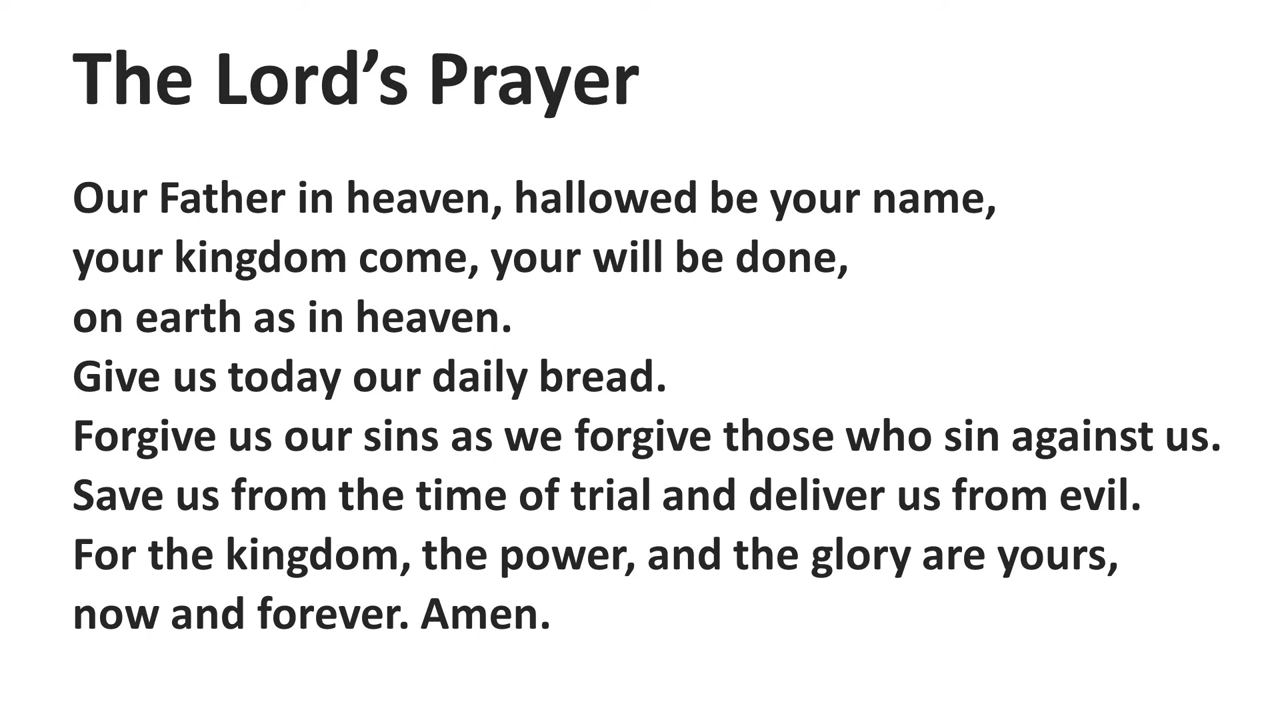 The Lord’s Prayer
Our Father in heaven, hallowed be your name,
your kingdom come, your will be done,
on earth as in heaven.
Give us today our daily bread.
Forgive us our sins as we forgive those who sin against us.
Save us from the time of trial and deliver us from evil.
For the kingdom, the power, and the glory are yours,
now and forever. Amen.